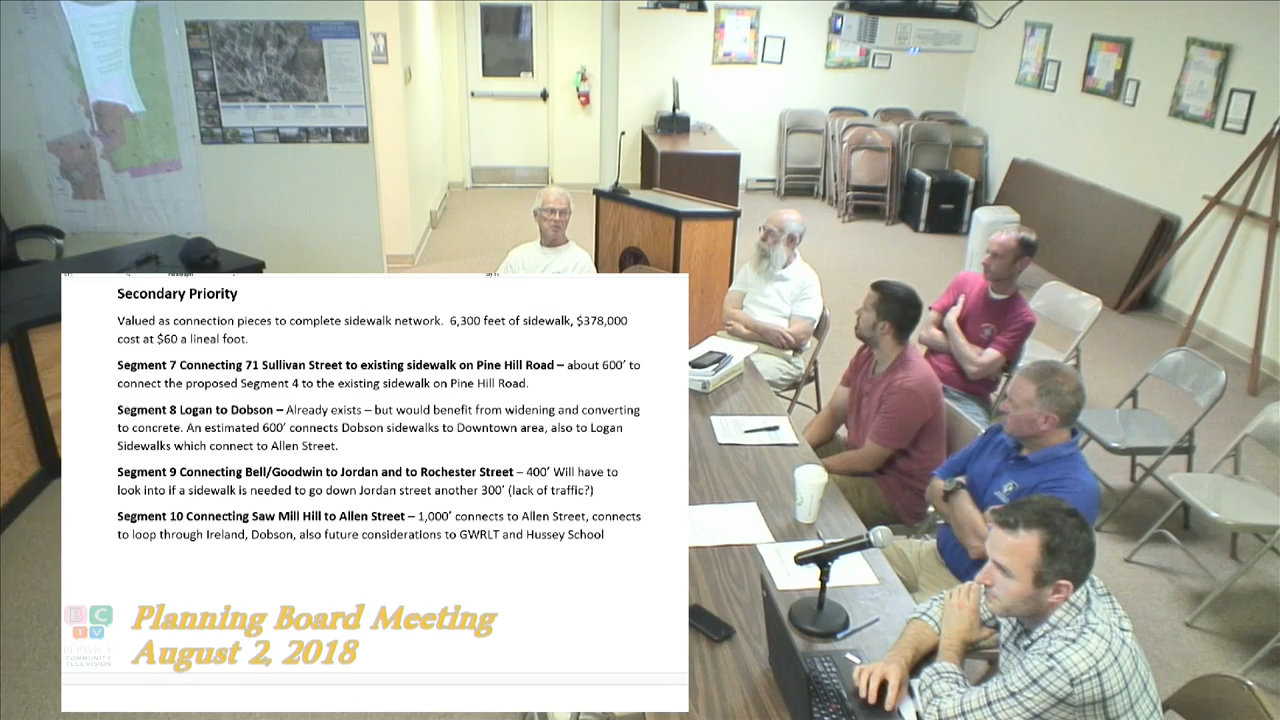 Secondary Priority
Valued as connection pieces to complete sidewalk network. 6,300 feet of sidewalk, $378,000
cost at $60 a lineal foot.
Segment 7 Connecting 71 Sullivan Street to existing sidewalk on Pine Hill Road – about 600’ to
connect the proposed Segment 4 to the existing sidewalk on Pine Hill Road.
Segment 8 Logan to Dobson – Already exists – but would benefit from widening and converting
to concrete. An estimated 600’ connects Dobson sidewalks to Downtown area, also to Logan
Sidewalks which connect to Allen Street.
Segment 9 Connecting Bell/Goodwin to Jordan and to Rochester Street – 400’ Will have to
look into if a sidewalk is needed to go down Jordan street another 300’ (lack of traffic?)
Segment 10 Connecting Saw Mill Hill to Allen Street – 1,000’ connects to Allen Street, connects
to loop through Ireland, Dobson, also future considerations to GWRLT and Hussey School
B C
TV
BERWICK
COMMUNITY
TELEVISION
Planning Board Meeting
August 2, 2018